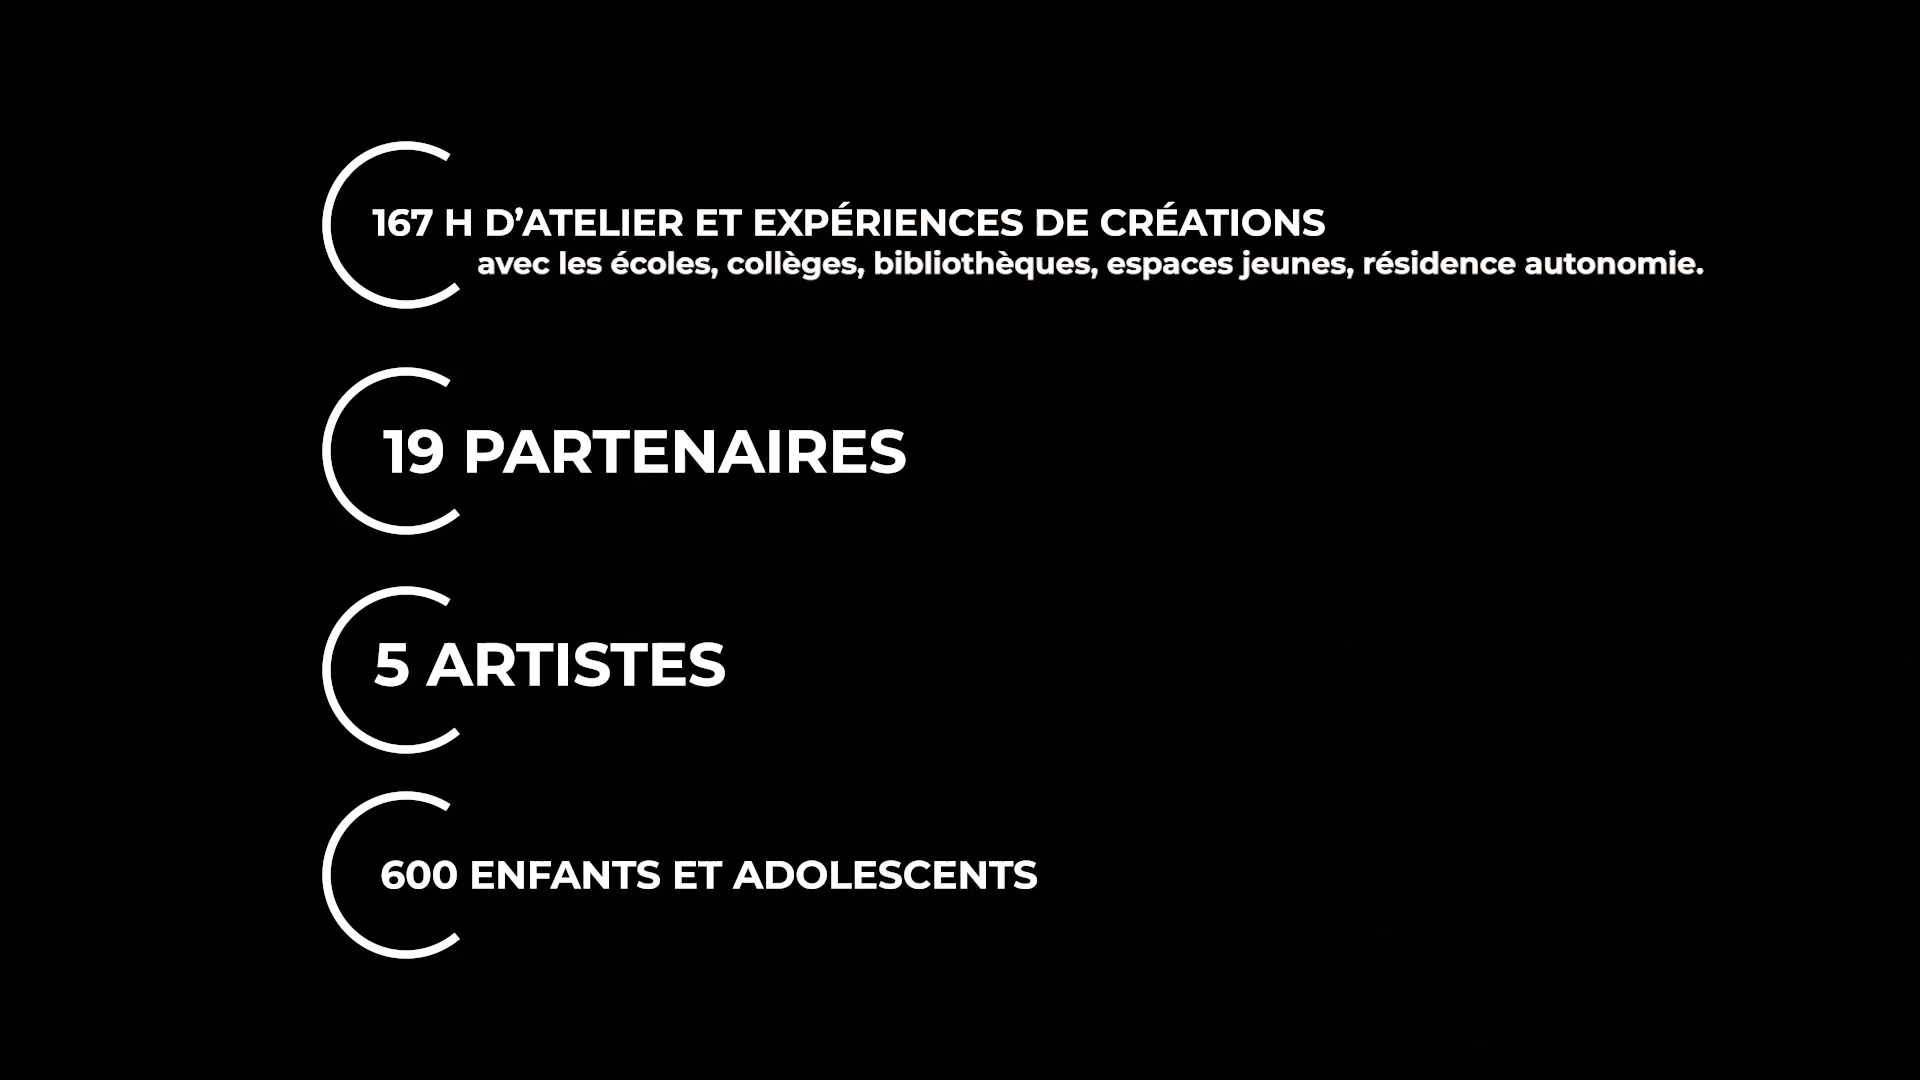 167 H D’ATELIER ET EXPÉRIENCES DE CRÉATIONS
avec les écoles, collèges, bibliothèques, espaces jeunes, résidence autonomie.
19 PARTENAIRES
5 ARTISTES
600 ENFANTS ET ADOLESCENTS